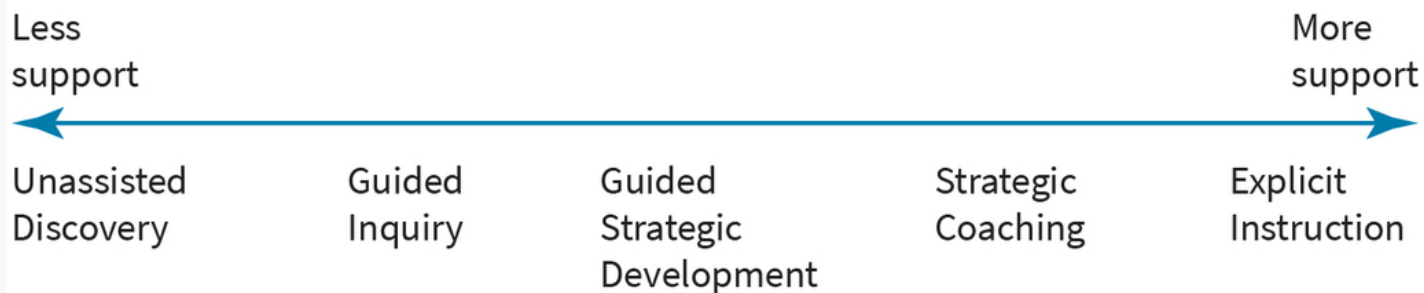 Less
support
More
support
Unassisted
Discovery
Guided
Inquiry
Guided
Strategic
Development
Strategic
Coaching
Explicit
Instruction